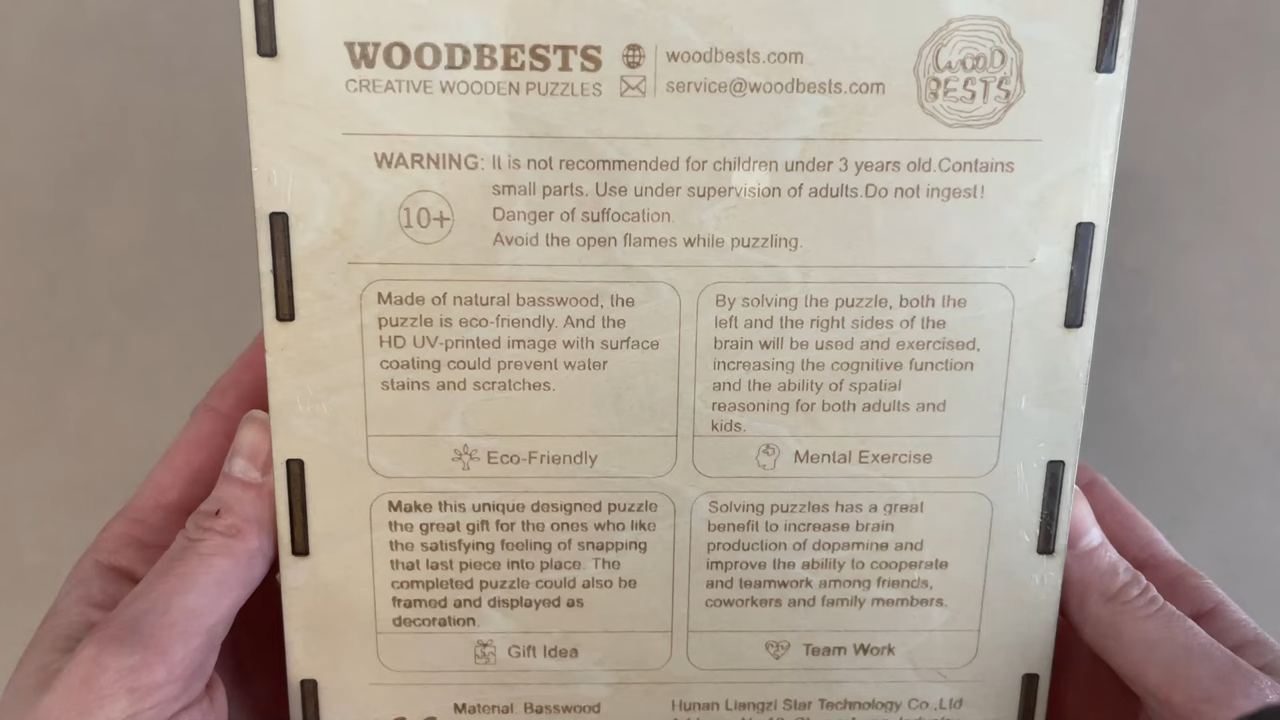 WOODBESTS
CREATIVE WOODEN PUZZLES
woodbests.com
service@woodbests.com
WOOD
BESTS
WARNING: It is not recommended for children under 3 years old.Contains
small parts. Use under supervision of adults.Do not ingest!
10+
Danger of suffocation.
Avoid the open flames while puzzling.
Made of natural basswood, the
puzzle is eco-friendly. And the
HD UV-printed image with surface
coating could prevent water
stains and scratches.
Eco-Friendly
By solving the puzzle, both the
left and the right sides of the
brain will be used and exercised,
increasing the cognitive function
and the ability of spatial
reasoning for both adults and
kids.
Mental Exercise
Make this unique designed puzzle
the great gift for the ones who like
the satisfying feeling of snapping
that last piece into place. The
completed puzzle could also be
framed and displayed as
decoration.
Gift Idea
Solving puzzles has a great
benefit to increase brain
production of dopamine and
improve the ability to cooperate
and teamwork among friends,
coworkers and family members.
Team Work
Material: Basswood
Hunan Liangzi Star Technology Co.,Ltd